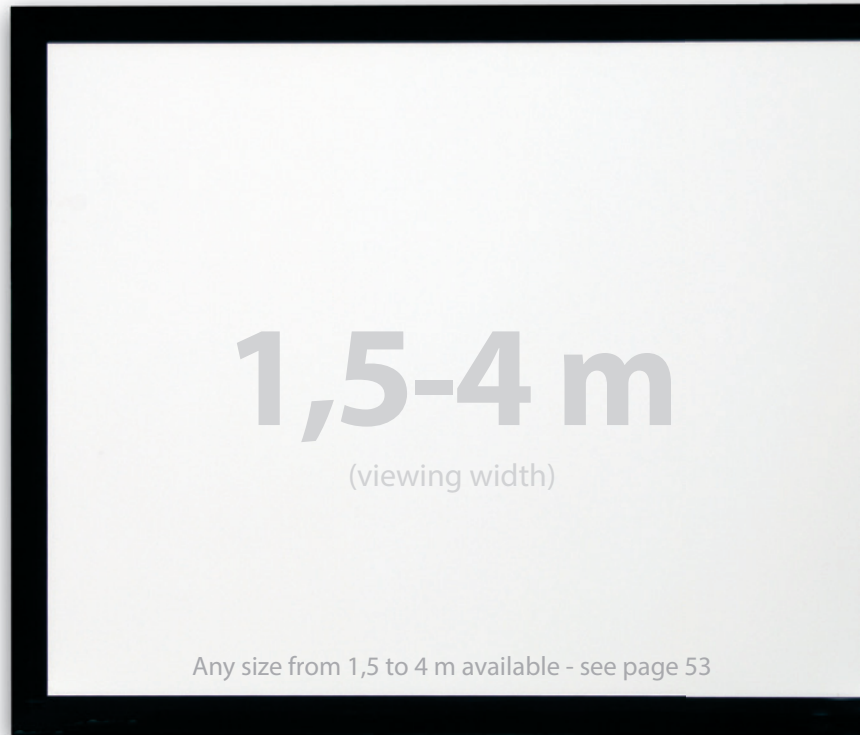 1,5-4 m
(viewing width)
Any size from 1,5 to 4 m available - see page 53